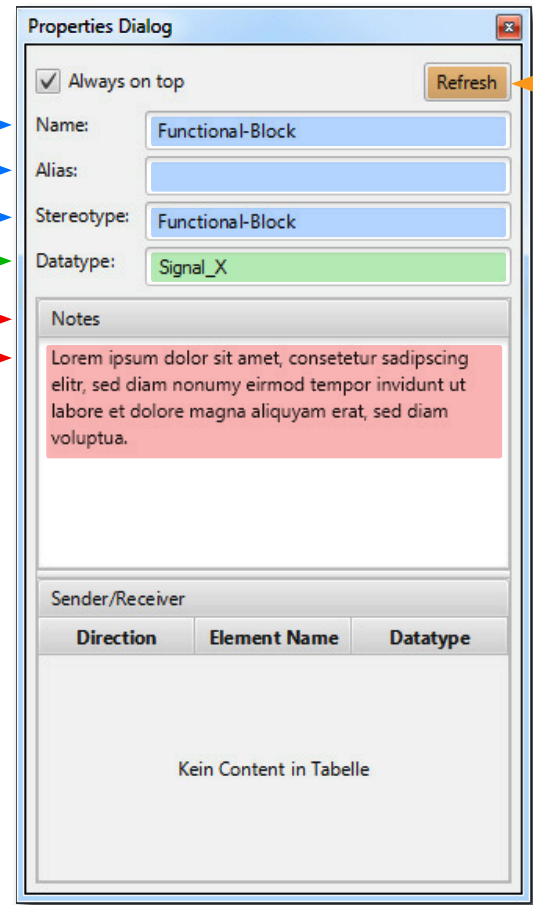 Properties Dialog
Always on top
Refresh
Name: Functional-Block
Alias:
Stereotype: Functional-Block
Datatype: Signal_X
Notes
Lorem ipsum dolor sit amet, consetetur sadipscing
elitr, sed diam nonumy eirmod tempor invidunt ut
labore et dolore magna aliquyam erat, sed diam
voluptua.
Sender/Receiver
Direction Element Name Datatype
Kein Content in Tabelle